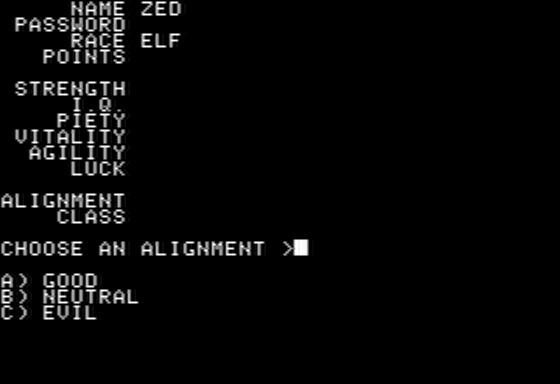 NAME ZED
PASSWORD
RACE ELF
POINTS
STRENGTH
I.Q.
PIETY
VITALITY
AGILITY
LUCK
ALIGNMENT
CLASS
CHOOSE AN ALIGNMENT >
A) GOOD
B) NEUTRAL
C) EVIL